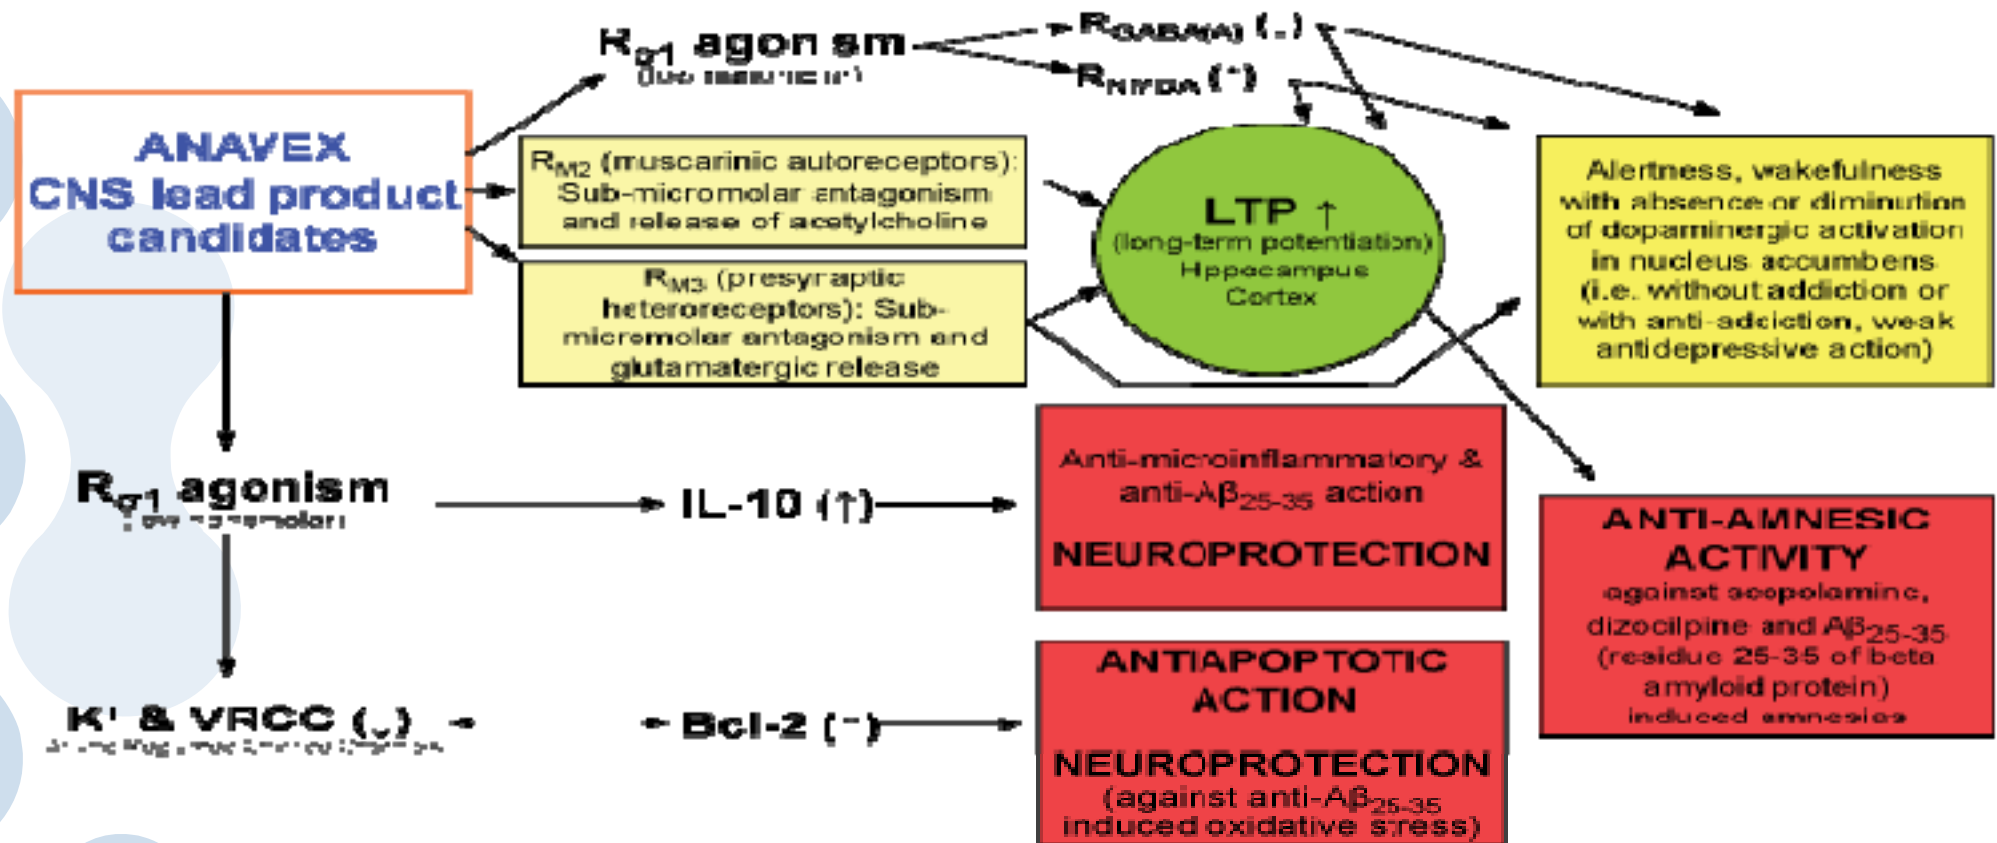 ANAVEX
CNS lead product
candidates
Rσ1 agonism
RGABA(A) (↓)
RNMDA (↑)
RM2 (muscarinic autoreceptors):
Sub-micromolar antagonism
and release of acetylcholine
RM3 (presynaptic
heteroreceptors): Sub-
micromolar antagonism and
glutamatergic release
LTP ↑
(long-term potentiation)
Hippocampus
Cortex
Alertness, wakefulness
with absence or diminution
of dopaminergic activation
in nucleus accumbens
(i.e. without addiction or
with anti-addiction, weak
antidepressive action)
Rσ1 agonism
IL-10 (↑)
Anti-microinflammatory &
anti-Aβ25-35 action
NEUROPROTECTION
ANTI-AMNESIC
ACTIVITY
against scopolamine,
dizocilpine and Aβ25-35
(residue 25-35 of beta
amyloid protein)
induced amnesias
K⁺ & VRCC (↓)
Bcl-2 (↑)
ANTIAPOPTOTIC
ACTION
NEUROPROTECTION
(against anti-Aβ25-35
induced oxidative stress)